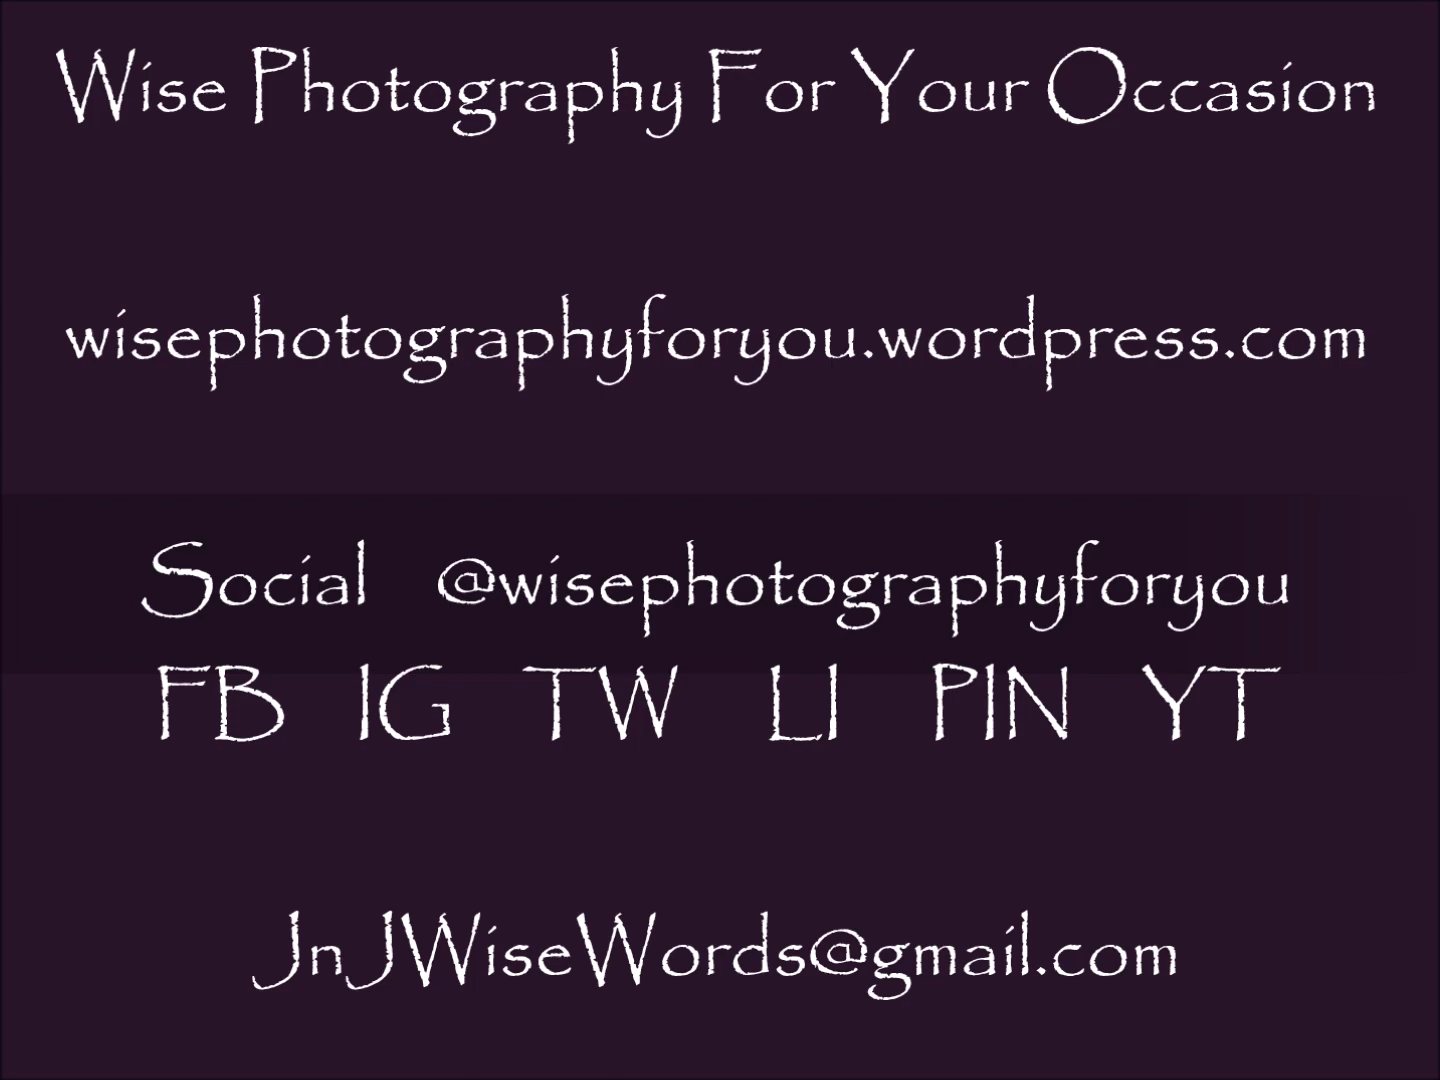 Wise Photography For Your Occasion
wisephotographyforyou.wordpress.com
Social @wisephotographyforyou
FB IG TW LI PIN YT
JnJWiseWords@gmail.com